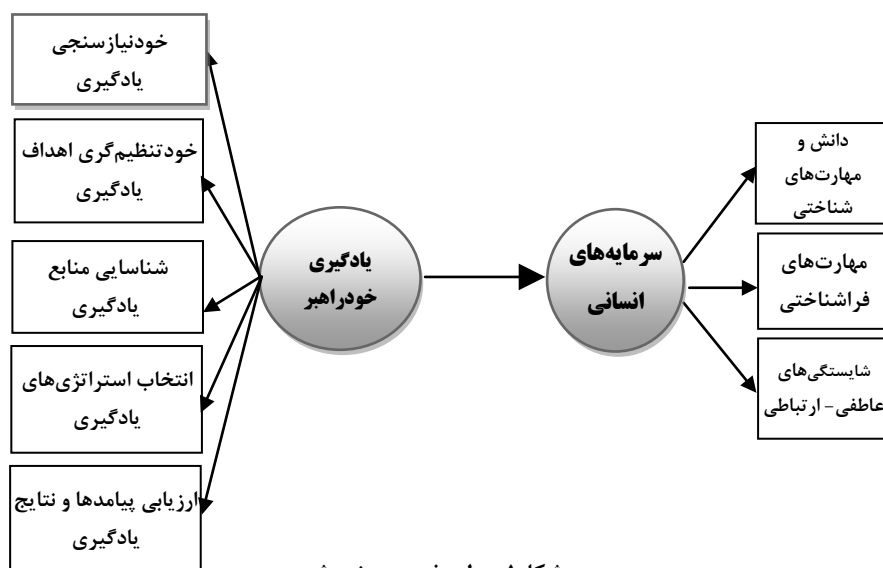 خودنیازسنجی
یادگیری
خودتنظیم‌گری اهداف
یادگیری
شناسایی منابع
یادگیری
انتخاب استراتژی‌های
یادگیری
ارزیابی پیامدها و نتایج
یادگیری
یادگیری
خودراهبر
سرمایه‌های
انسانی
دانش و
مهارت‌های
شناختی
مهارت‌های
فراشناختی
شایستگی‌های
عاطفی- ارتباطی